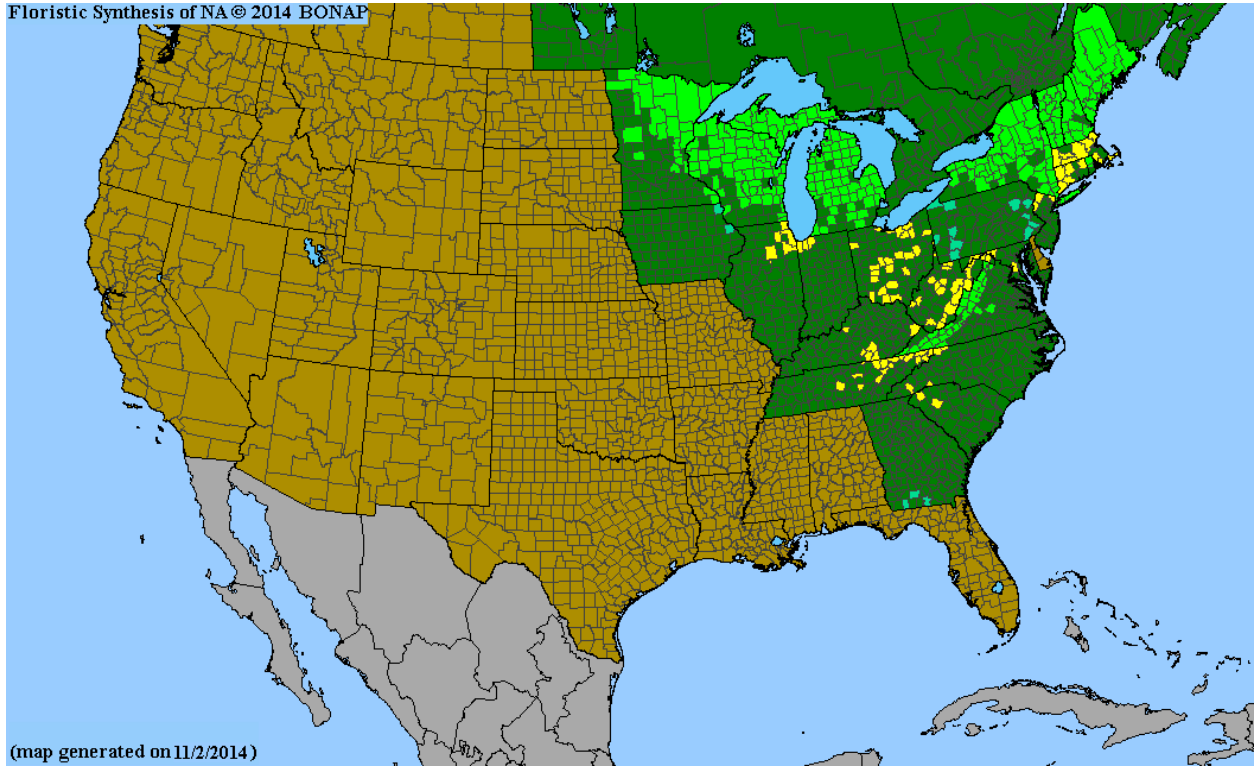 Floristic Synthesis of NA © 2014 BONAP
(map generated on 11/2/2014)